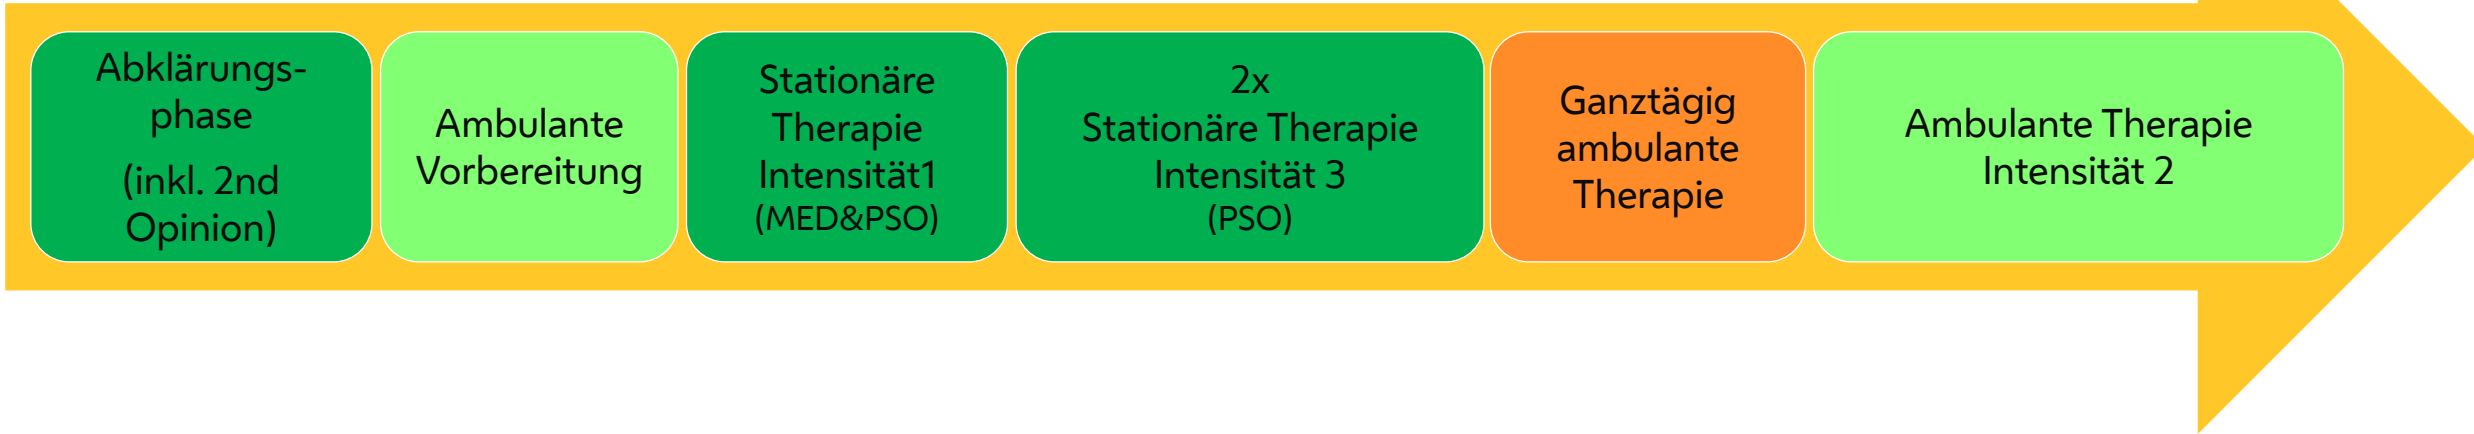 Abklärungs-
phase
(inkl. 2nd
Opinion)
Ambulante
Vorbereitung
Stationäre
Therapie
Intensität1
(MED&PSO)
2x
Stationäre Therapie
Intensität 3
(PSO)
Ganztägig
ambulante
Therapie
Ambulante Therapie
Intensität 2